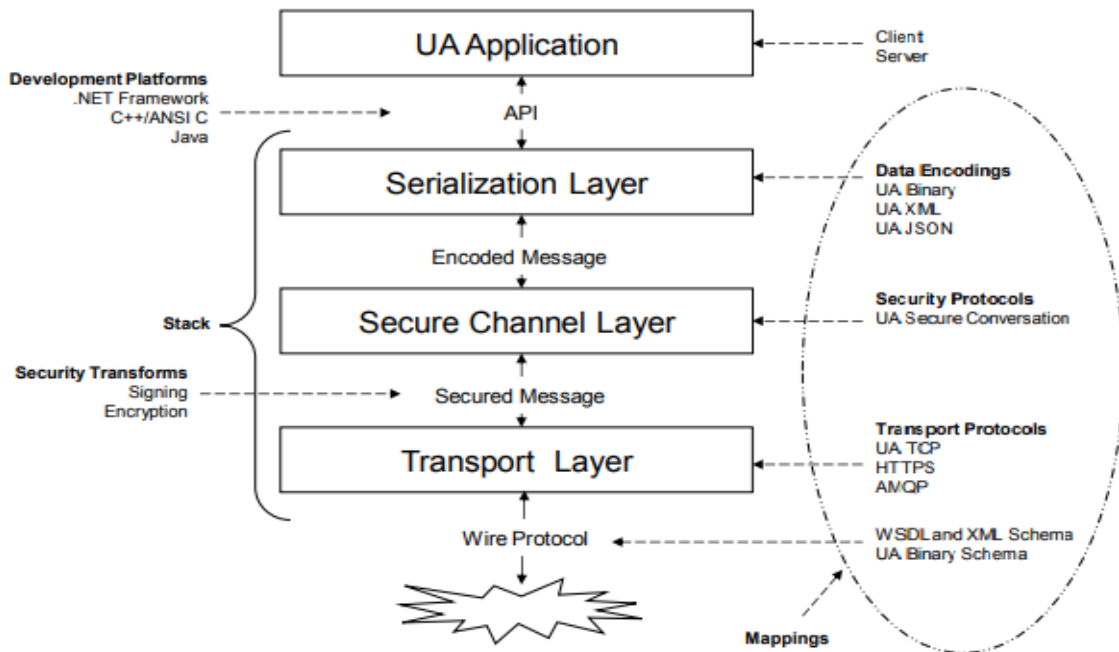 UA Application
Client
Server
Development Platforms
.NET Framework
C++/ANSI C
Java
API
Serialization Layer
Data Encodings
UA Binary
UA XML
UA JSON
Encoded Message
Stack
Secure Channel Layer
Security Protocols
UA Secure Conversation
Security Transforms
Signing
Encryption
Secured Message
Transport Layer
Transport Protocols
UA TCP
HTTPS
AMQP
Wire Protocol
WSDL and XML Schema
UA Binary Schema
Mappings